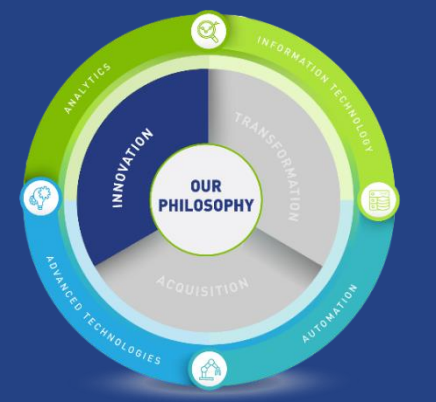 ANALYTICS
INFORMATION TECHNOLOGY
INNOVATION
TRANSFORMATION
OUR
PHILOSOPHY
ACQUISITION
ADVANCED TECHNOLOGIES
AUTOMATION